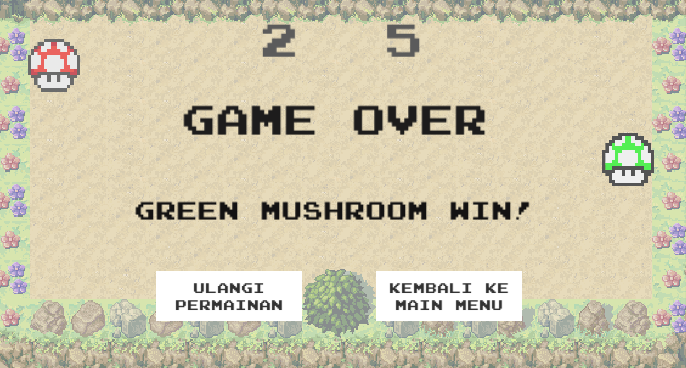 2 5
GAME OVER
GREEN MUSHROOM WIN!
ULANGI
PERMAINAN
KEMBALI KE
MAIN MENU